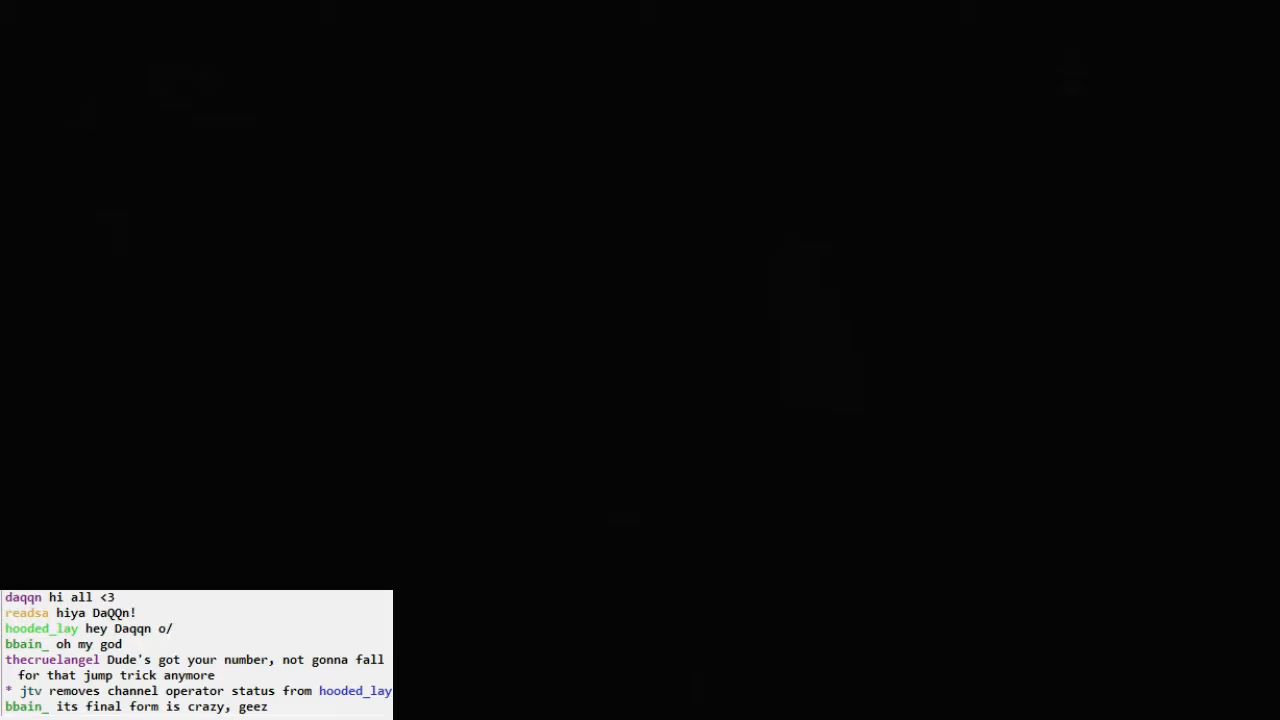 daqqn hi all <3
readsa hiya DaQQn!
hooded_lay hey Daqqn o/
bbain_ oh my god
thecruelangel Dude's got your number, not gonna fall
for that jump trick anymore
* jtv removes channel operator status from hooded_lay
bbain_ its final form is crazy, geez